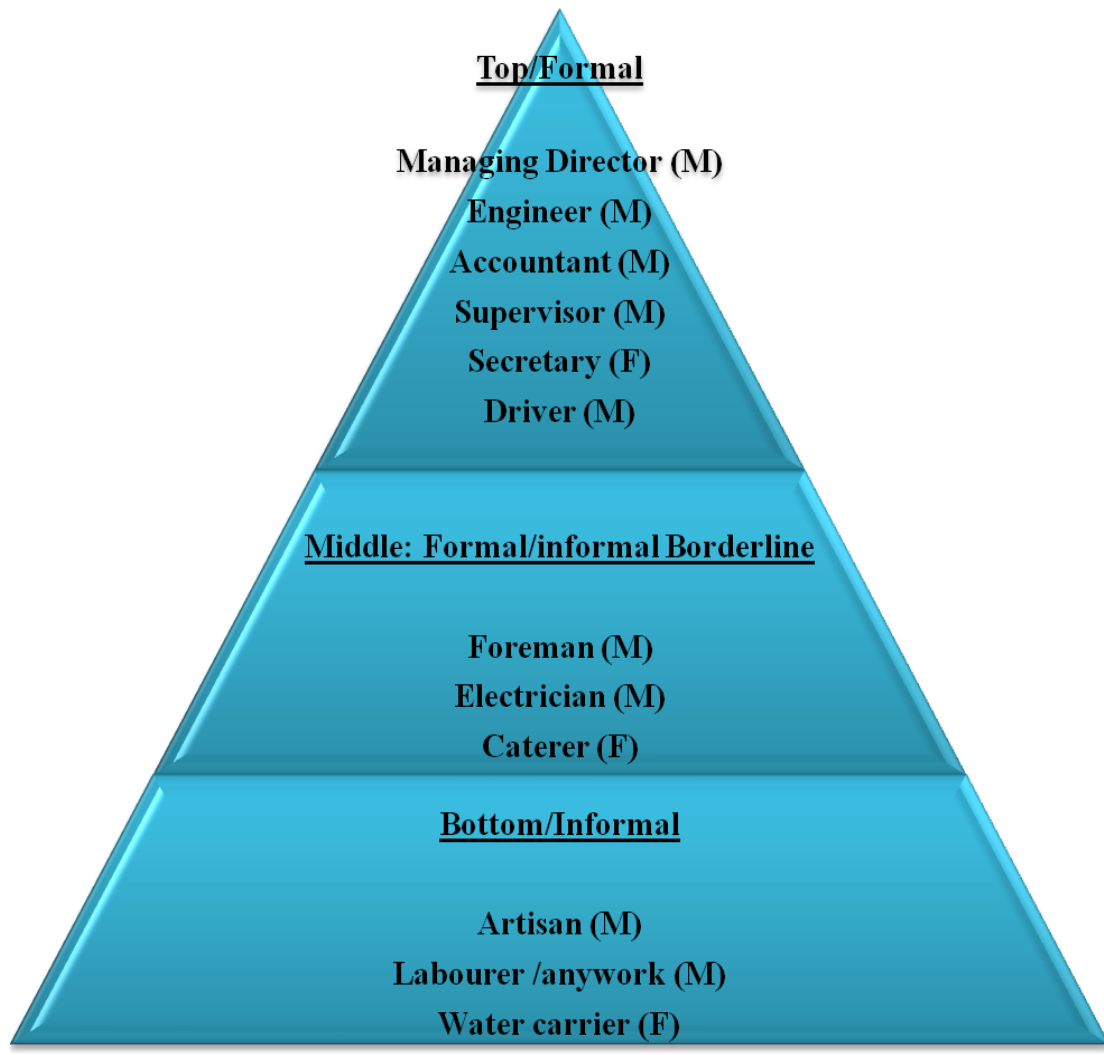 Top/Formal
Managing Director (M)
Engineer (M)
Accountant (M)
Supervisor (M)
Secretary (F)
Driver (M)
Middle: Formal/informal Borderline
Foreman (M)
Electrician (M)
Caterer (F)
Bottom/Informal
Artisan (M)
Labourer /anywork (M)
Water carrier (F)